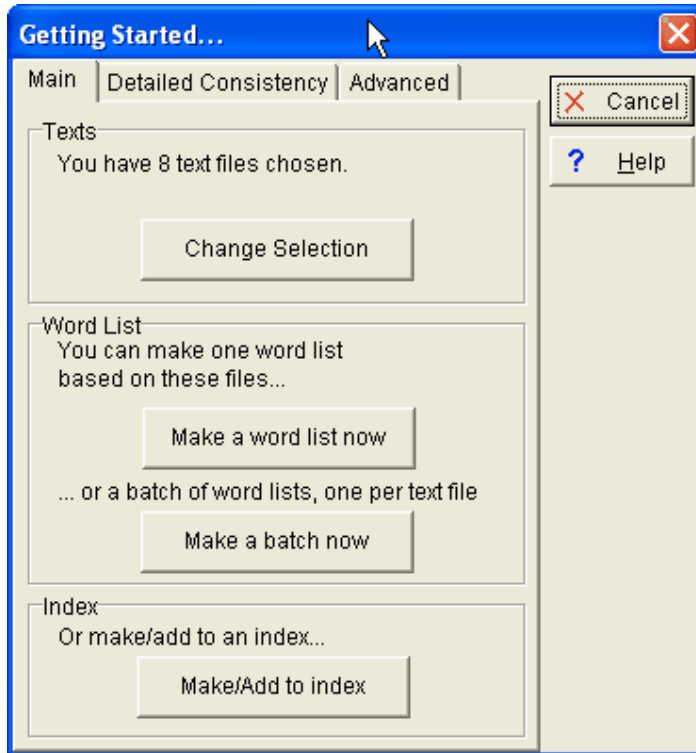 Getting Started...
Main Detailed Consistency Advanced
Cancel
? Help
Texts
You have 8 text files chosen.
Change Selection
Word List
You can make one word list
based on these files...
Make a word list now
... or a batch of word lists, one per text file
Make a batch now
Index
Or make/add to an index...
Make/Add to index